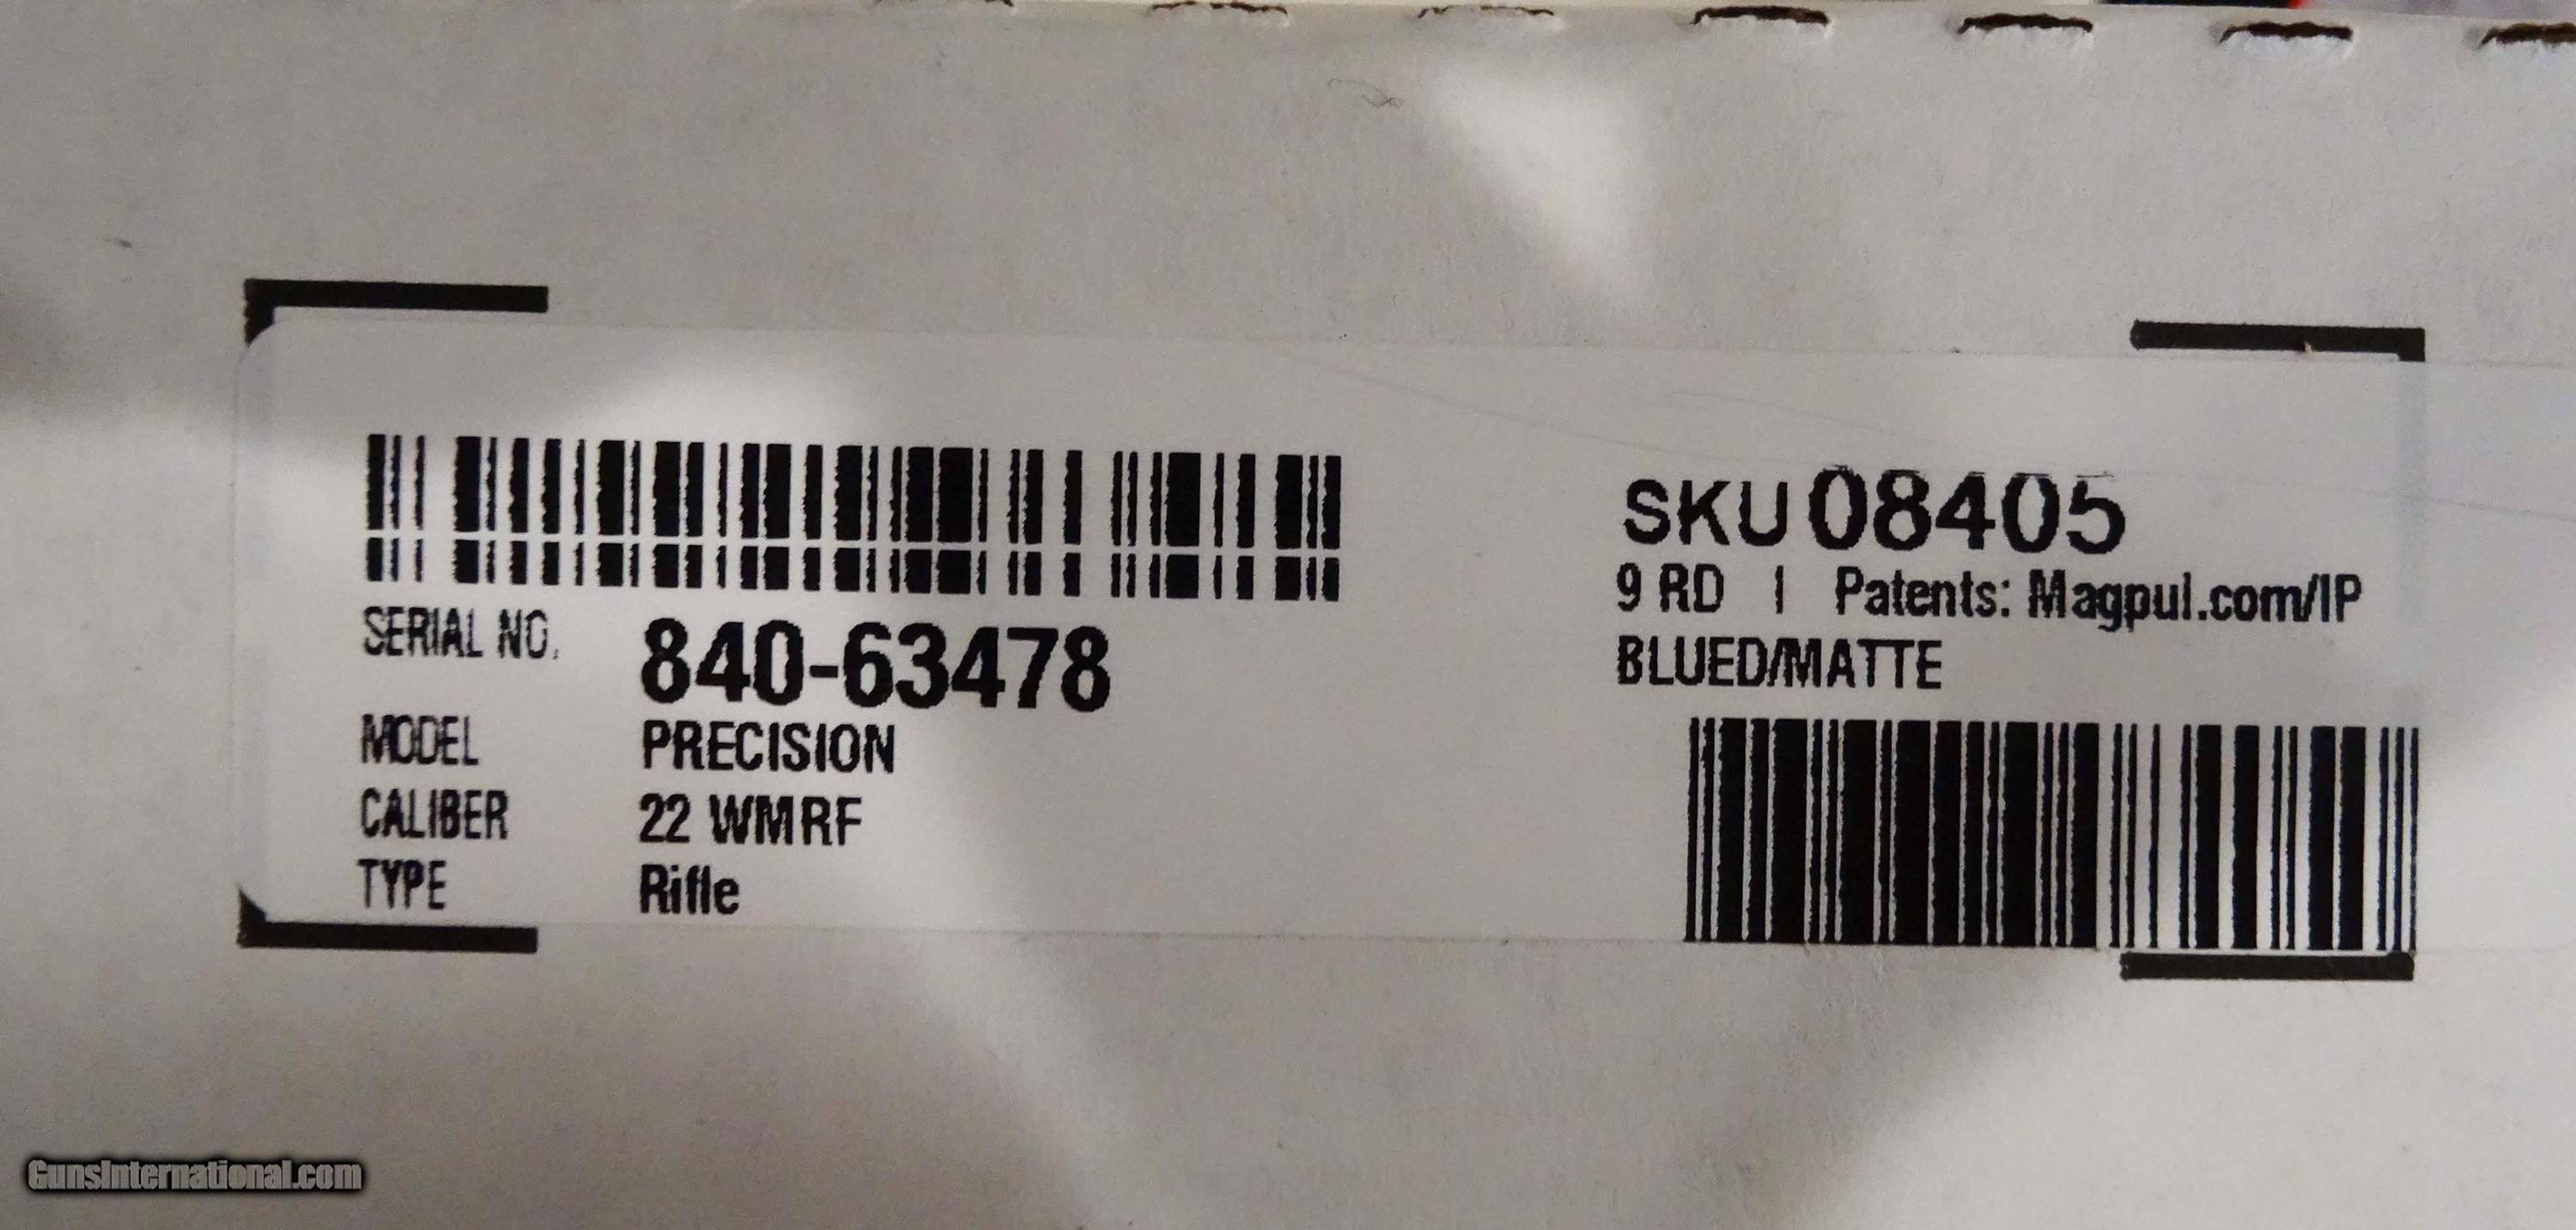 SERIAL NO. 840-63478
MODEL PRECISION
CALIBER 22 WMRF
TYPE Rifle
SKU 08405
9 RD | Patents: Magpul.com/IP
BLUED/MATTE
GunsInternational.com